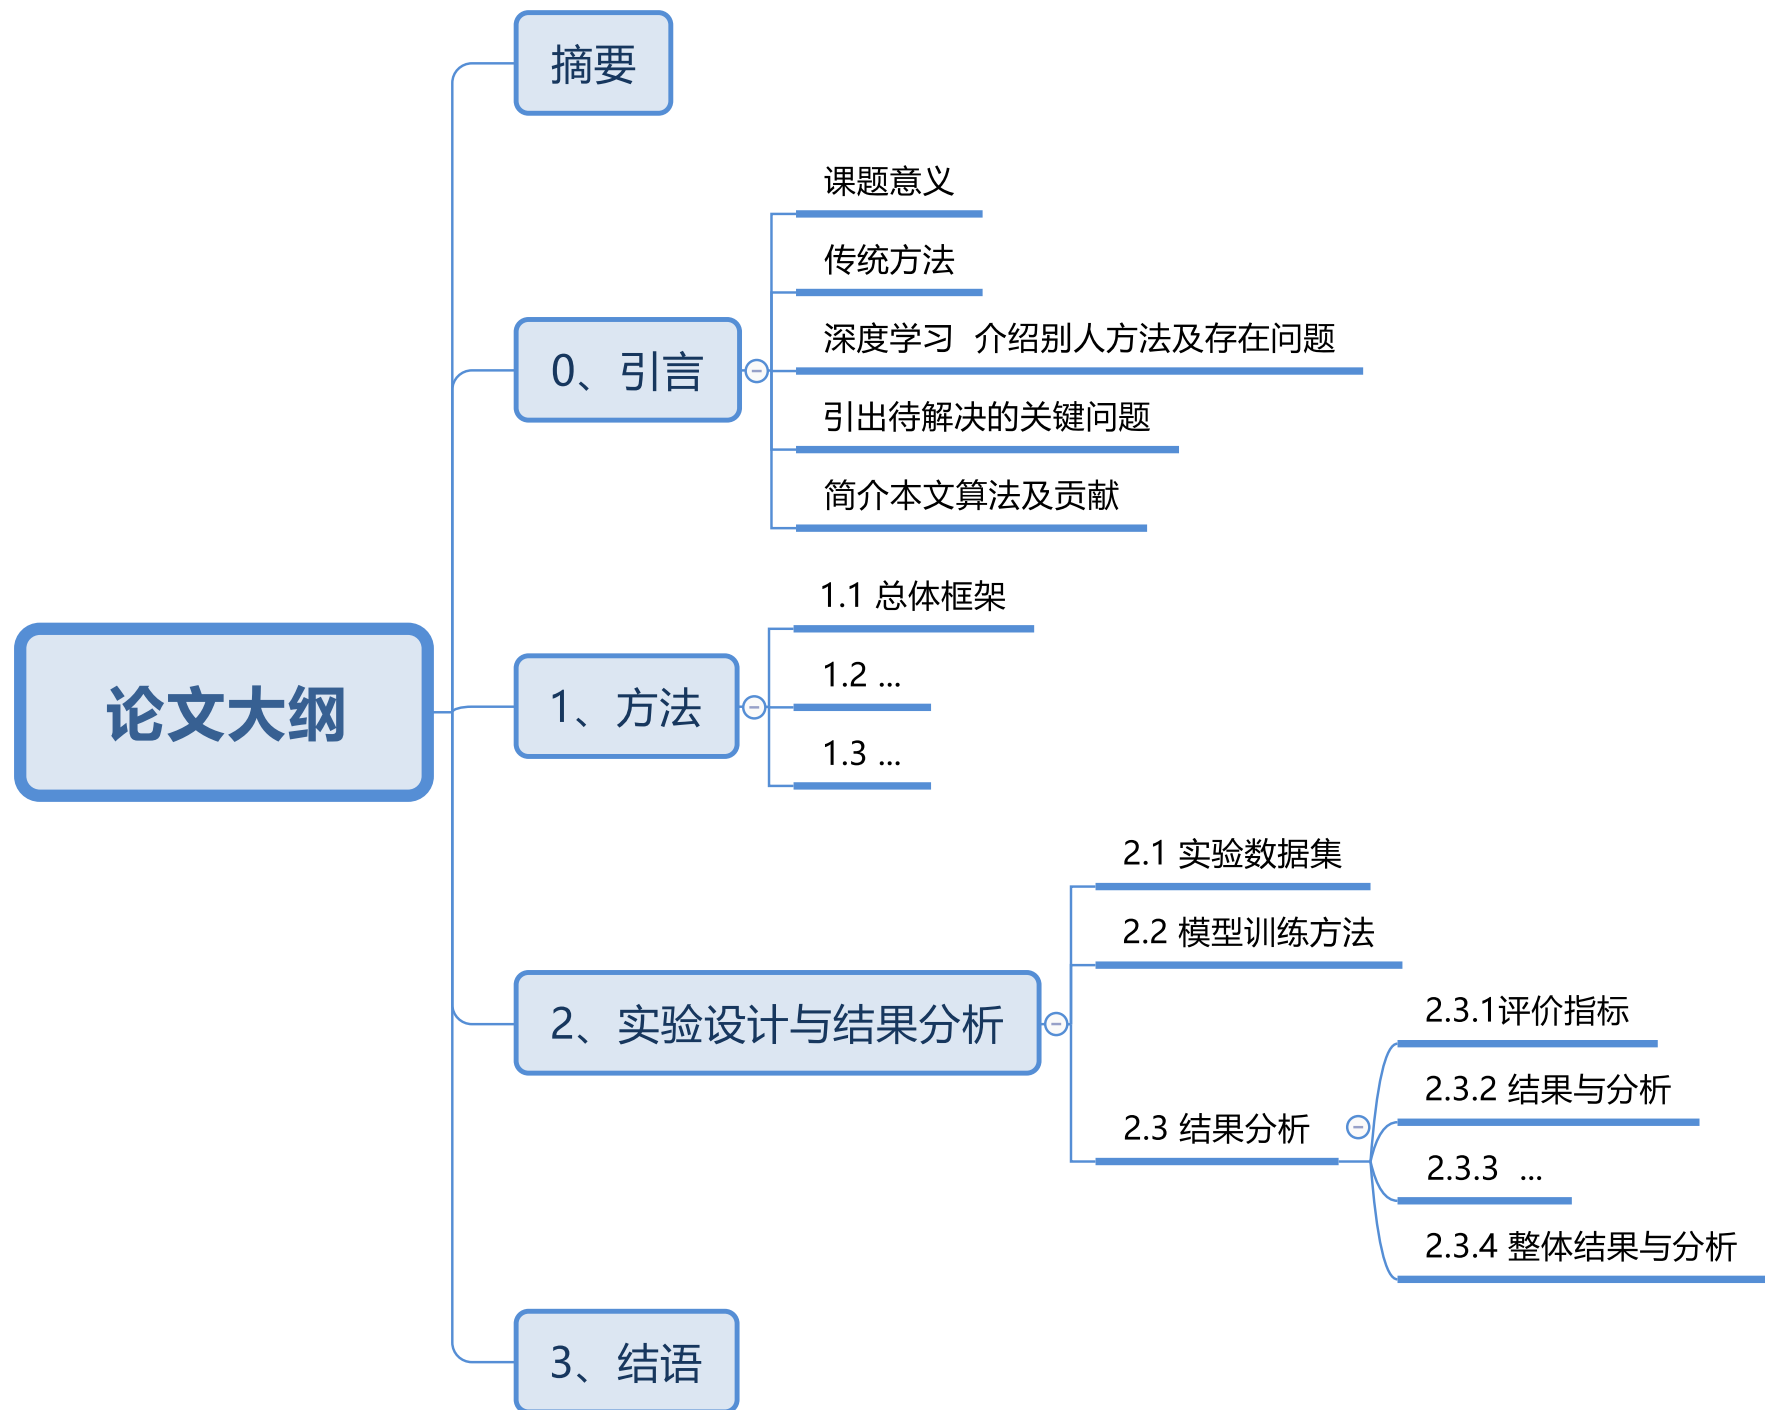 摘要
课题意义
传统方法
深度学习  介绍别人方法及存在问题
0、引言
引出待解决的关键问题
简介本文算法及贡献
1.1 总体框架
论文大纲
1、方法
1.2 ...
1.3 ...
2.1 实验数据集
2.2 模型训练方法
2、实验设计与结果分析
2.3 结果分析
2.3.1评价指标
2.3.2 结果与分析
2.3.3  ...
2.3.4 整体结果与分析
3、结语